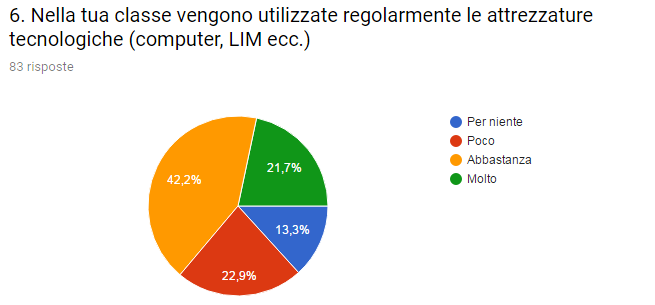 6. Nella tua classe vengono utilizzate regolarmente le attrezzature
tecnologiche (computer, LIM ecc.)
83 risposte
Per niente
Poco
Abbastanza
Molto
21,7%
42,2%
13,3%
22,9%